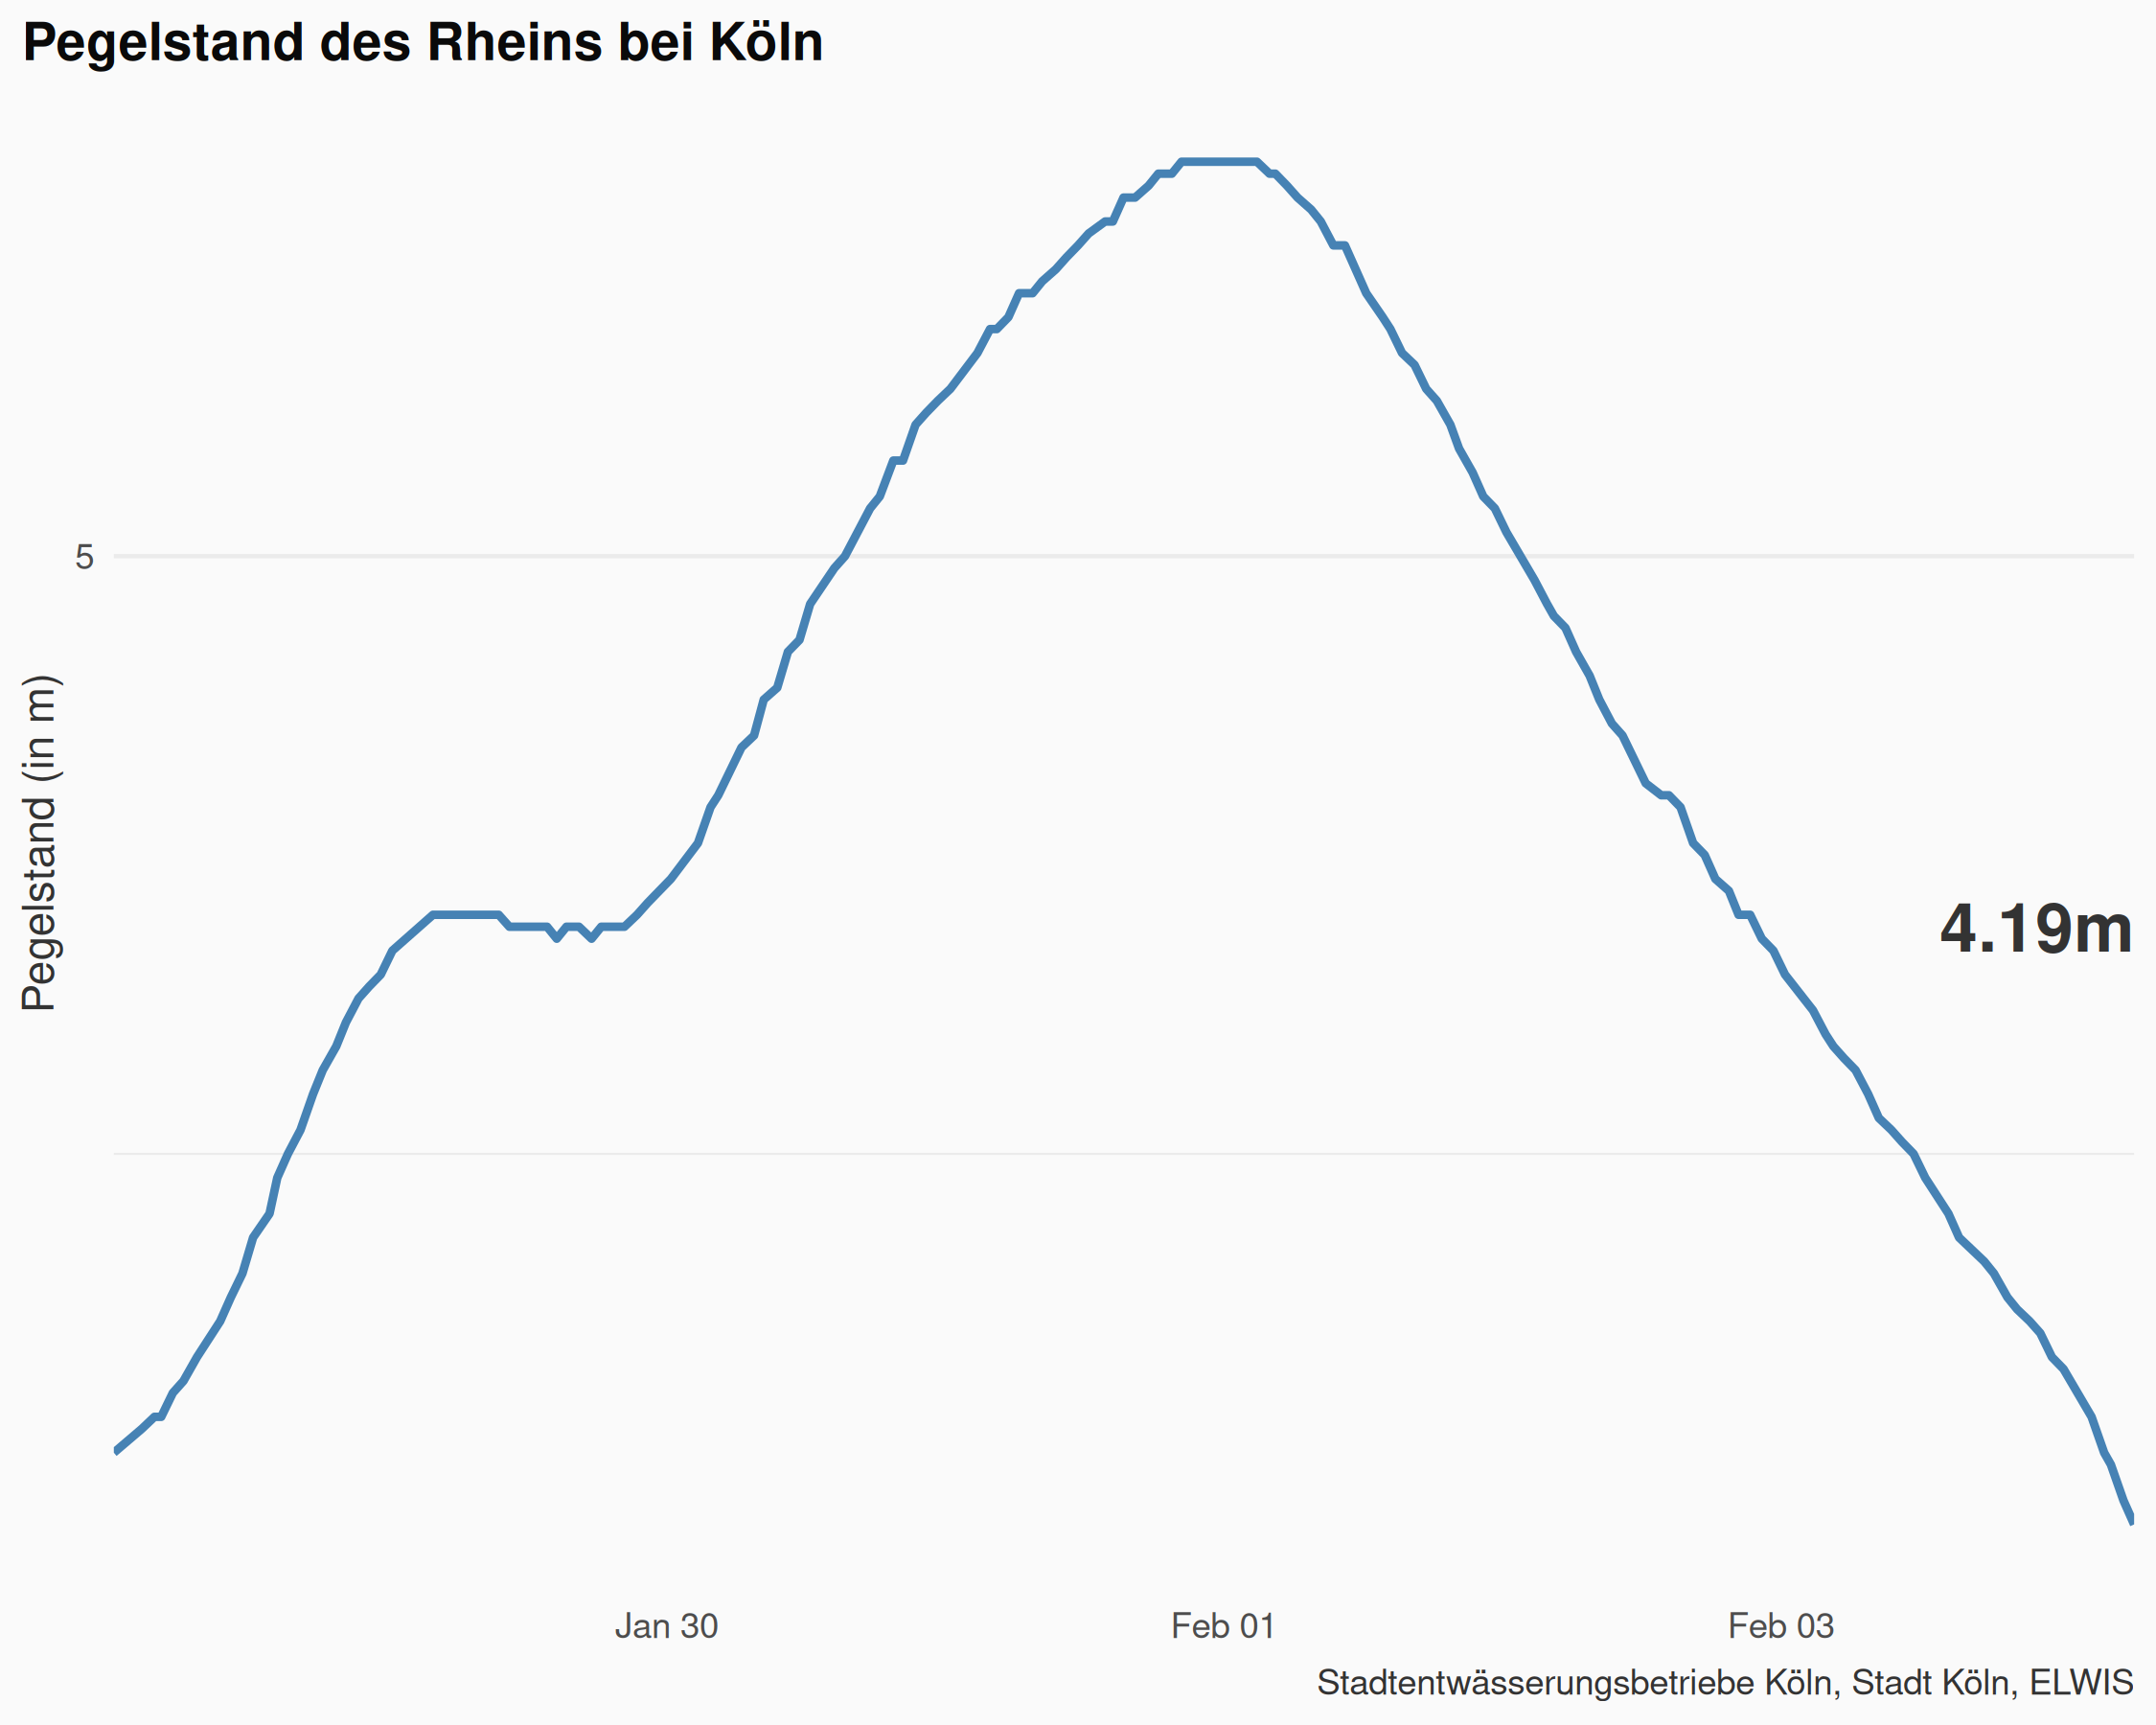 Pegelstand des Rheins bei Köln
5
Pegelstand (in m)
4.19m
Jan 30
Feb 01
Feb 03
Stadtentwässerungsbetriebe Köln, Stadt Köln, ELWIS